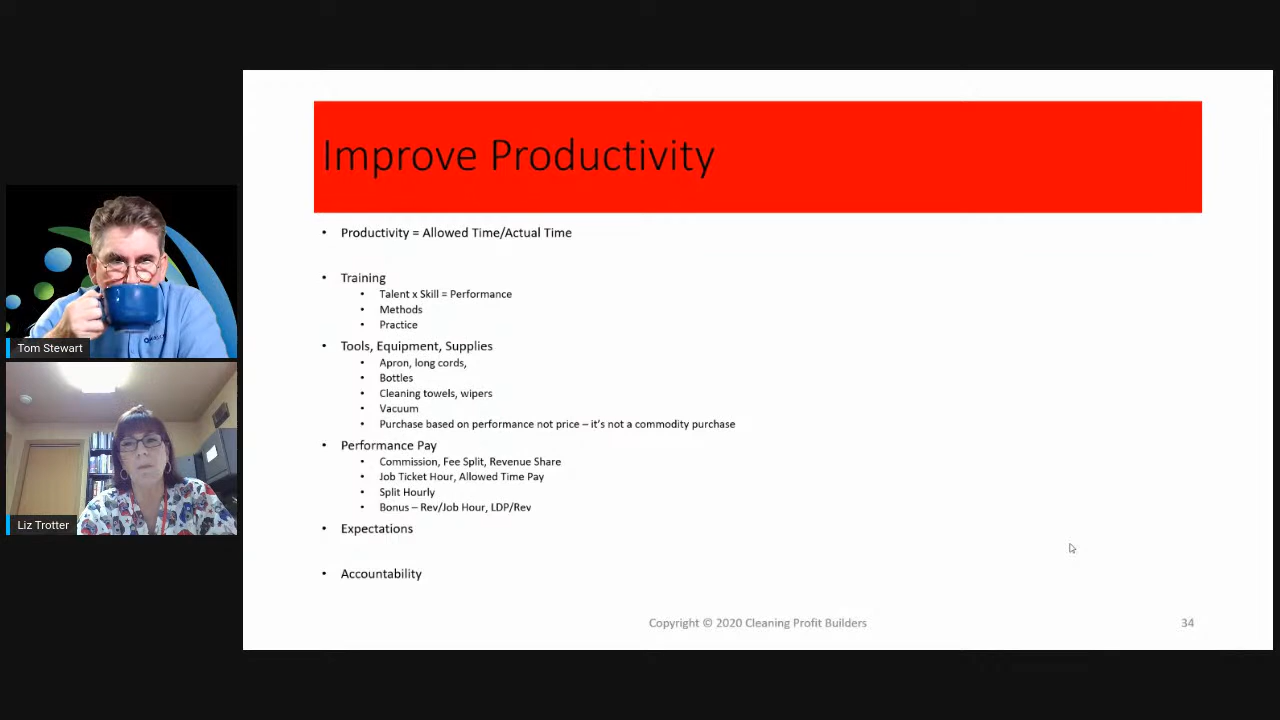 Improve Productivity
• Productivity = Allowed Time/Actual Time
• Training
• Talent x Skill = Performance
• Methods
• Practice
• Tools, Equipment, Supplies
• Apron, long cords,
• Bottles
• Cleaning towels, wipers
• Vacuum
• Purchase based on performance not price – it's not a commodity purchase
• Performance Pay
• Commission, Fee Split, Revenue Share
• Job Ticket Hour, Allowed Time Pay
• Split Hourly
• Bonus – Rev/Job Hour, LDP/Rev
• Expectations
• Accountability
Copyright © 2020 Cleaning Profit Builders
34
Tom Stewart
Liz Trotter